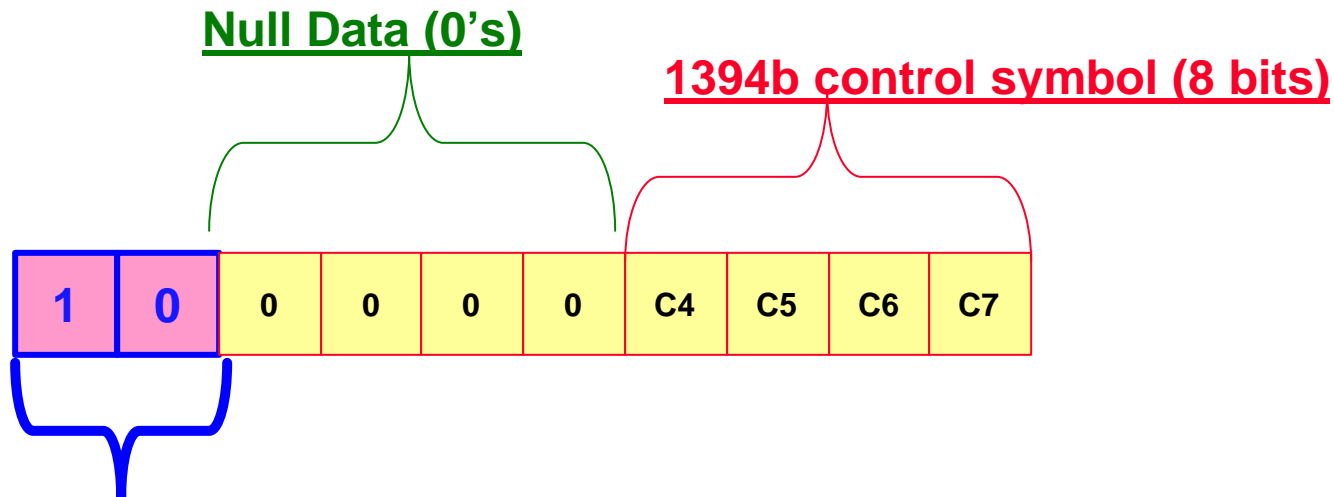 Null Data (0’s)
1394b control symbol (8 bits)
1 0 0 0 0 0 C4 C5 C6 C7